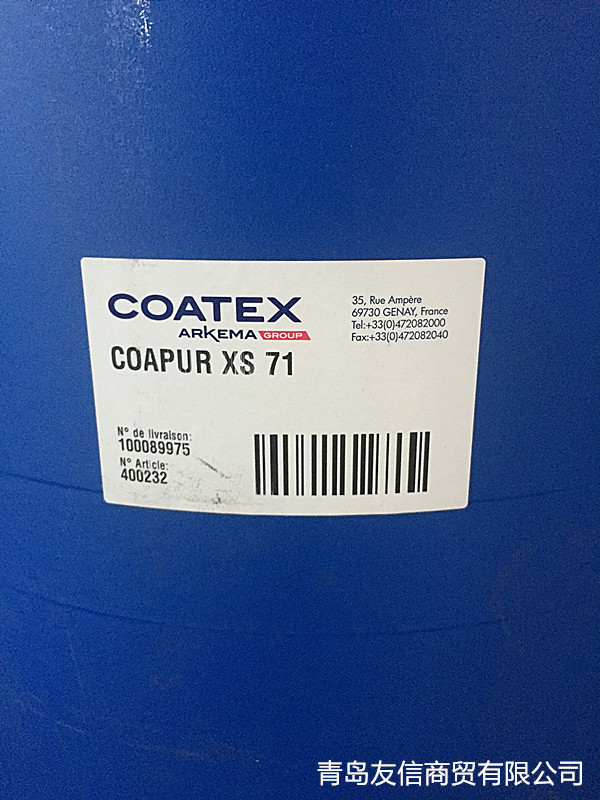 COATEX
ARKEMA GROUP
35, Rue Ampère
69730 GENAY, France
Tel:+33(0)472082000
Fax:+33(0)472082040
COAPUR XS 71
N° de livraison:
100089975
N° Article:
400232
青岛友信商贸有限公司